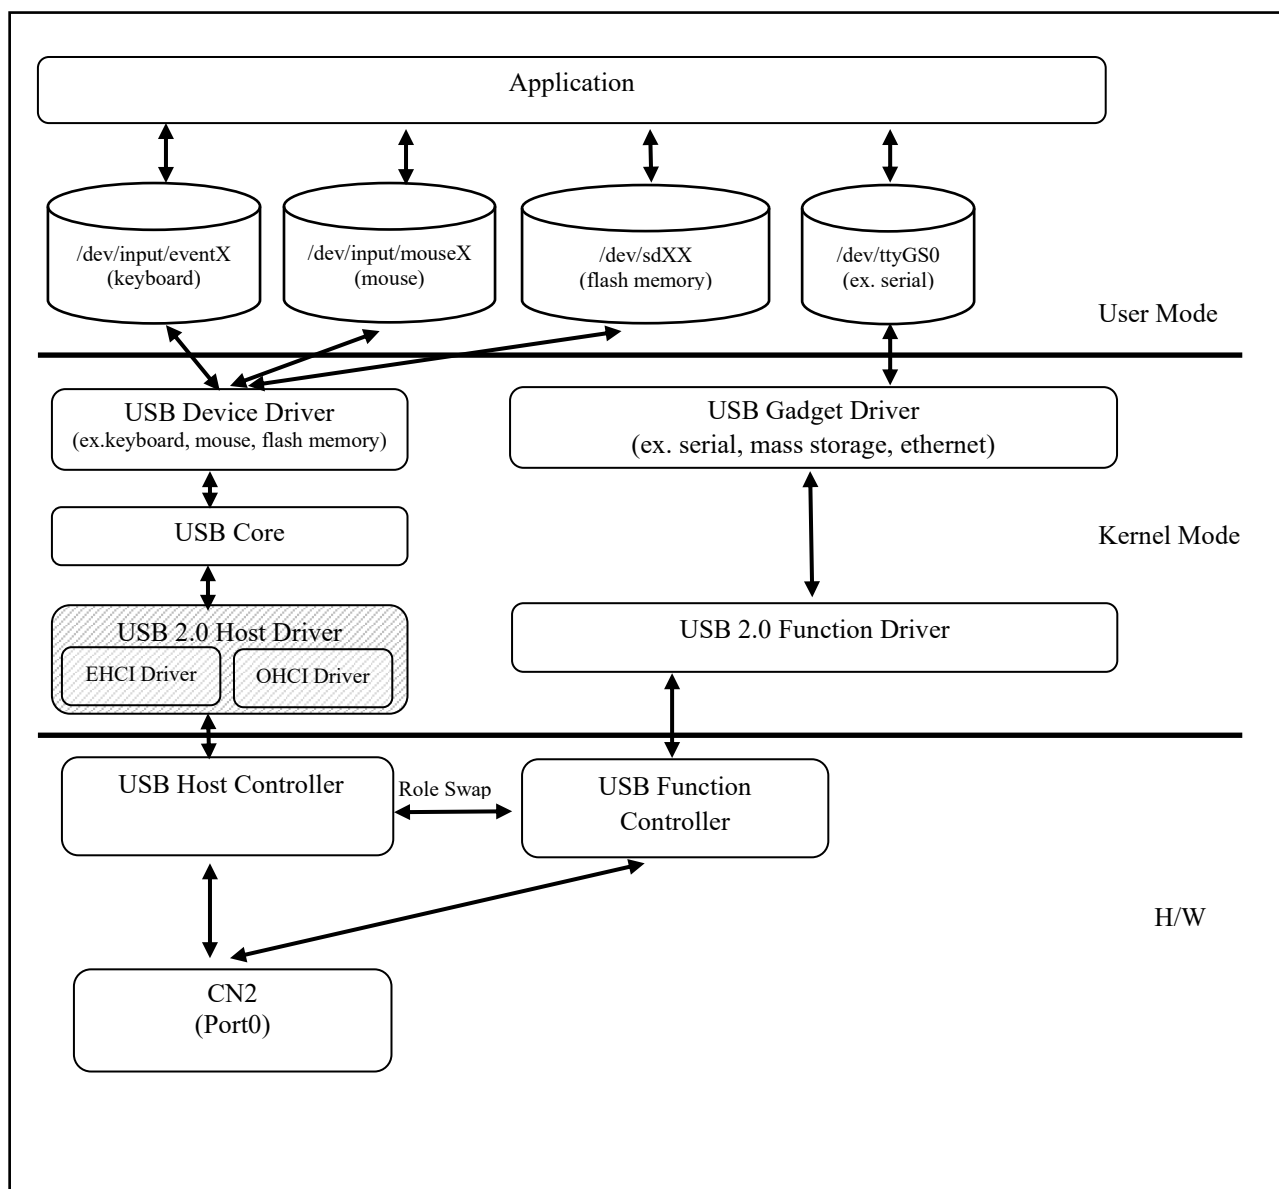 Application
/dev/input/eventX
(keyboard)
/dev/input/mouseX
(mouse)
/dev/sdXX
(flash memory)
/dev/ttyGS0
(ex. serial)
User Mode
USB Device Driver
(ex.keyboard, mouse, flash memory)
USB Gadget Driver
(ex. serial, mass storage, ethernet)
USB Core
Kernel Mode
USB 2.0 Host Driver
EHCI Driver
OHCI Driver
USB 2.0 Function Driver
USB Host Controller
Role Swap
USB Function
Controller
H/W
CN2
(Port0)